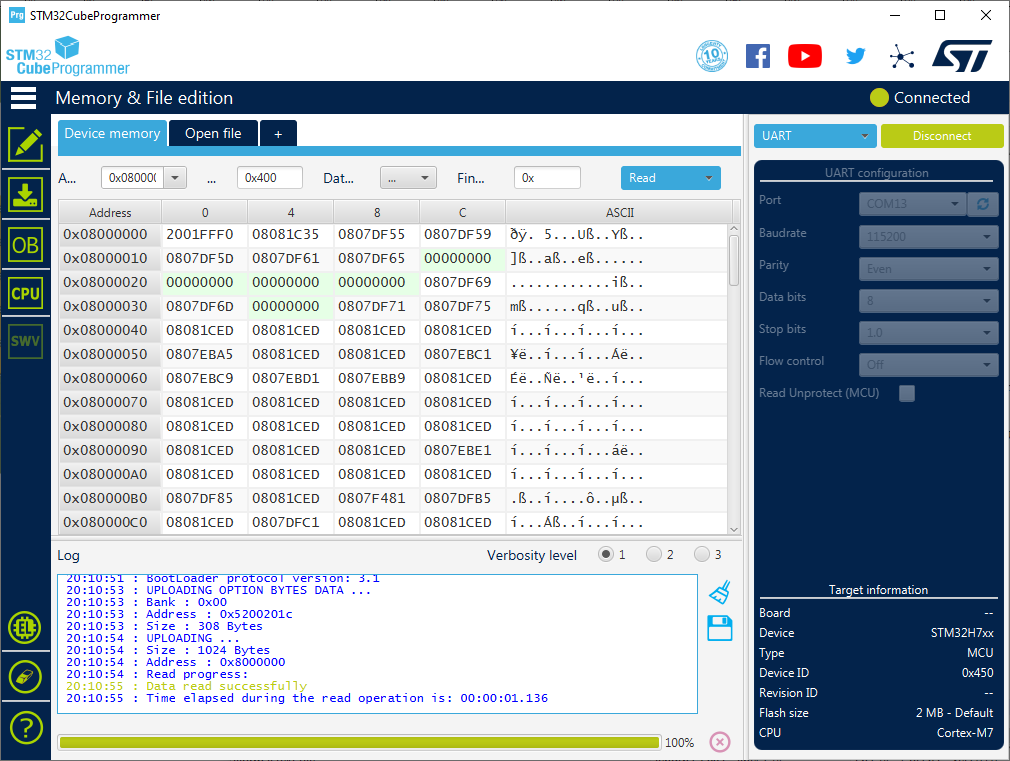 Prg STM32CubeProgrammer
STM32
CubeProgrammer
10
Memory & File edition
Connected
Device memory Open file +
UART Disconnect
A... 0x080000 ... 0x400 Dat... ... Fin... 0x Read
Address 0 4 8 C ASCII
0x08000000 2001FFF0 08081C35 0807DF55 0807DF59 ðÿ. 5...Uß..Yß..
0x08000010 0807DF5D 0807DF61 0807DF65 00000000 ]ß..aß..eß......
0x08000020 00000000 00000000 00000000 0807DF69 ............iß..
0x08000030 0807DF6D 00000000 0807DF71 0807DF75 mß......qß..uß..
0x08000040 08081CED 08081CED 08081CED 08081CED í...í...í...í...
0x08000050 0807EBA5 08081CED 08081CED 0807EBC1 ¥ë..í...í...Áë..
0x08000060 0807EBC9 0807EBD1 0807EBB9 08081CED Éë..Ñë..¹ë..í...
0x08000070 08081CED 08081CED 08081CED 08081CED í...í...í...í...
0x08000080 08081CED 08081CED 08081CED 08081CED í...í...í...í...
0x08000090 08081CED 08081CED 08081CED 0807EBE1 í...í...í...áë..
0x080000A0 08081CED 08081CED 08081CED 08081CED í...í...í...í...
0x080000B0 0807DF85 08081CED 0807F481 0807DFB5 .ß..í....ô..µß..
0x080000C0 08081CED 0807DFC1 08081CED 08081CED í...Áß..í...í...
OB
CPU
SWV
UART configuration
Port COM13
Baudrate 115200
Parity Even
Data bits 8
Stop bits 1.0
Flow control Off
Read Unprotect (MCU)
Log Verbosity level 1 2 3
20:10:51 : BootLoader protocol version: 3.1
20:10:53 : UPLOADING OPTION BYTES DATA ...
20:10:53 : Bank : 0x00
20:10:53 : Address : 0x5200201c
20:10:53 : Size : 308 Bytes
20:10:54 : UPLOADING ...
20:10:54 : Size : 1024 Bytes
20:10:54 : Address : 0x8000000
20:10:54 : Read progress:
20:10:55 : Data read successfully
20:10:55 : Time elapsed during the read operation is: 00:00:01.136
100%
Target information
Board --
Device STM32H7xx
Type MCU
Device ID 0x450
Revision ID --
Flash size 2 MB - Default
CPU Cortex-M7